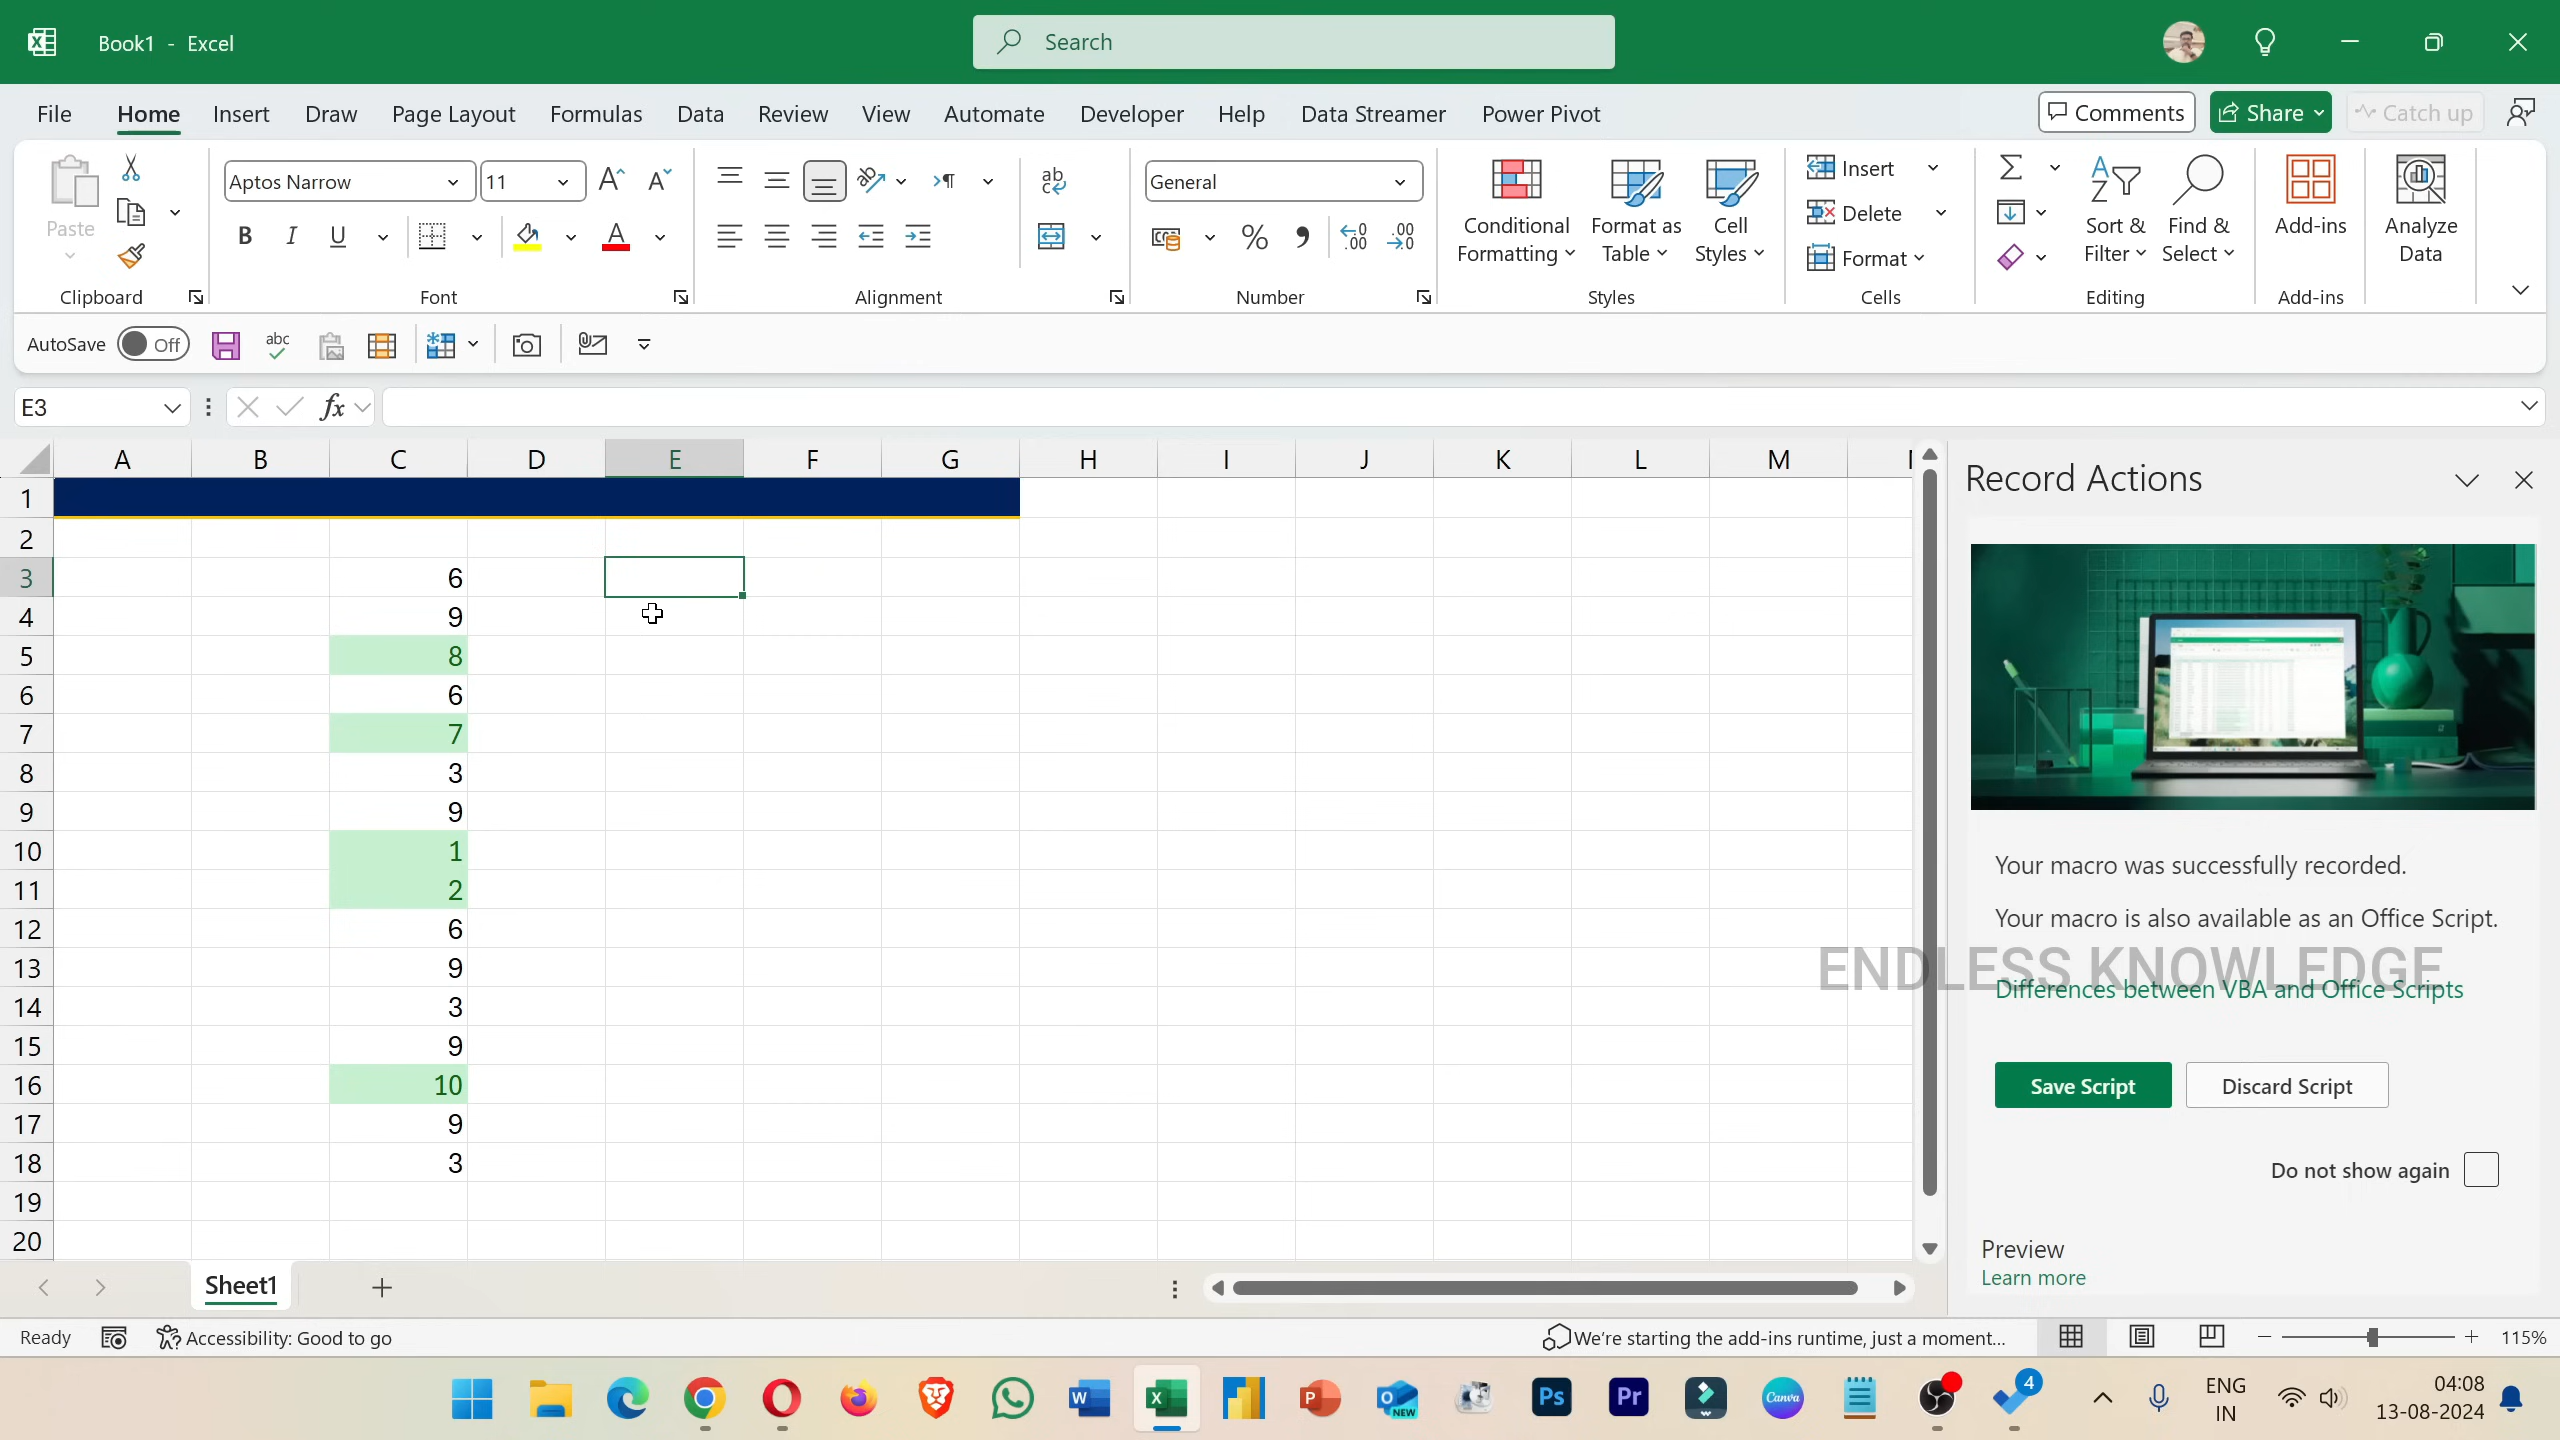 Book1 - Excel
Search
File Home Insert Draw Page Layout Formulas Data Review View Automate Developer Help Data Streamer Power Pivot
Comments Share Catch up
Paste
Aptos Narrow 11
General
Conditional Formatting
Format as Table
Cell Styles
Insert
Delete
Format
Sort & Filter
Find & Select
Add-ins
Analyze Data
Clipboard Font Alignment Number Styles Cells Editing Add-ins
AutoSave Off
E3
fx
A B C D E F G H I J K L M
1
2
3 6
4 9
5 8
6 6
7 7
8 3
9 9
10 1
11 2
12 6
13 9
14 3
15 9
16 10
17 9
18 3
19
20
Record Actions
Your macro was successfully recorded.
Your macro is also available as an Office Script.
ENDLESS KNOWLEDGE
Differences between VBA and Office Scripts
Save Script Discard Script
Do not show again
Preview
Learn more
Sheet1
Ready
Accessibility: Good to go
We're starting the add-ins runtime, just a moment...
115%
ENG
IN
04:08
13-08-2024